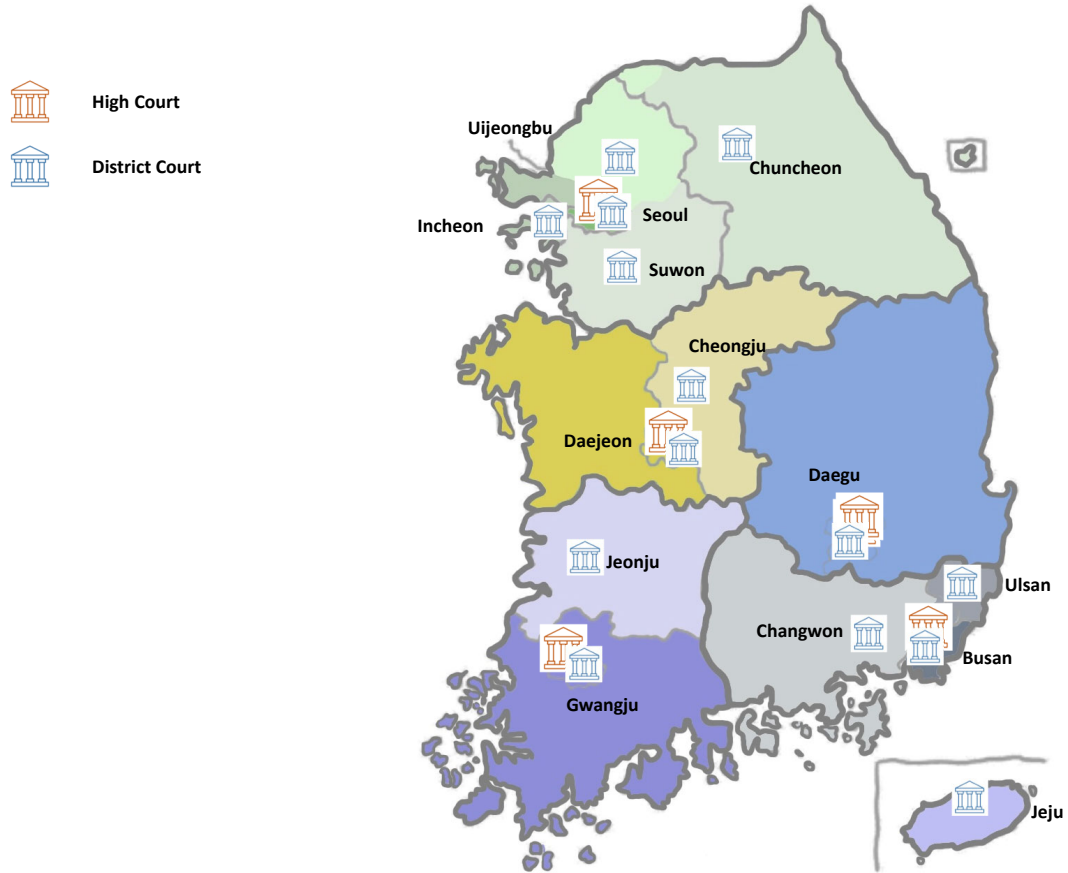 High Court
District Court
Uijeongbu
Chuncheon
Incheon
Seoul
Suwon
Cheongju
Daejeon
Daegu
Jeonju
Ulsan
Changwon
Busan
Gwangju
Jeju